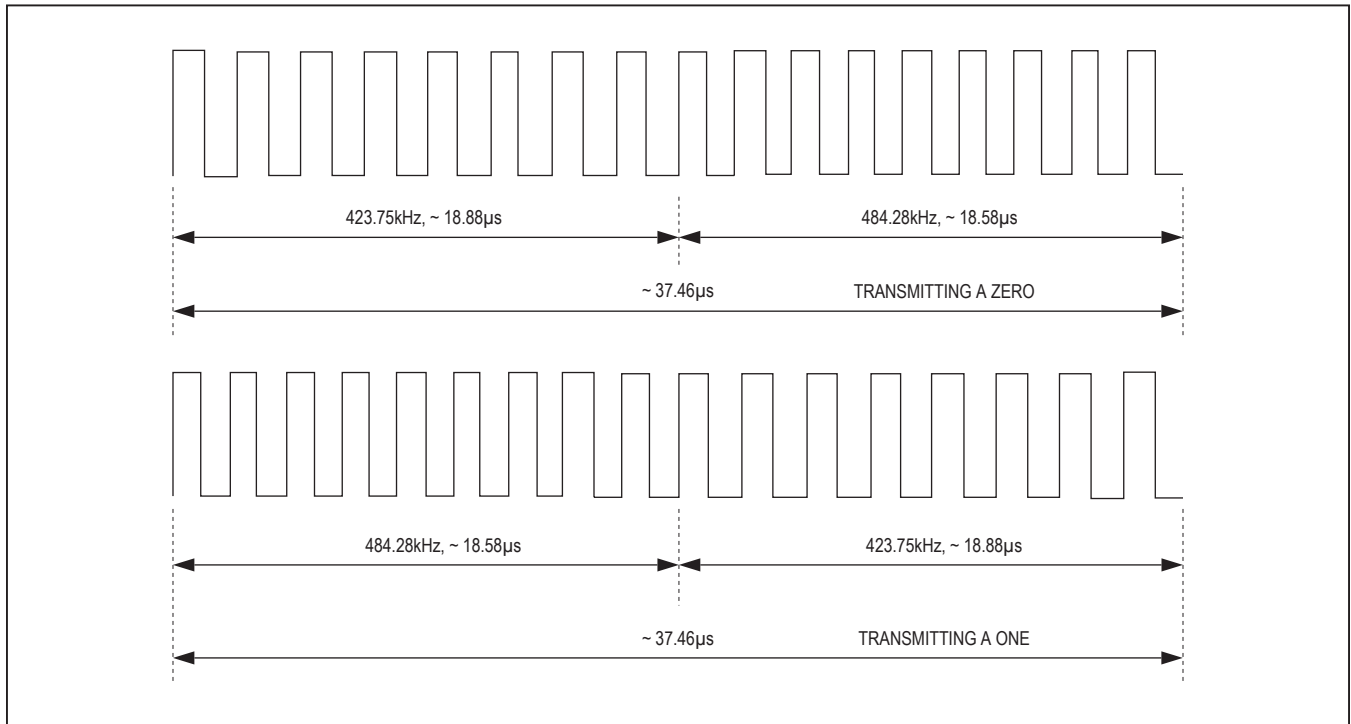 423.75kHz, ~ 18.88µs
484.28kHz, ~ 18.58µs
~ 37.46µs
TRANSMITTING A ZERO
484.28kHz, ~ 18.58µs
423.75kHz, ~ 18.88µs
~ 37.46µs
TRANSMITTING A ONE